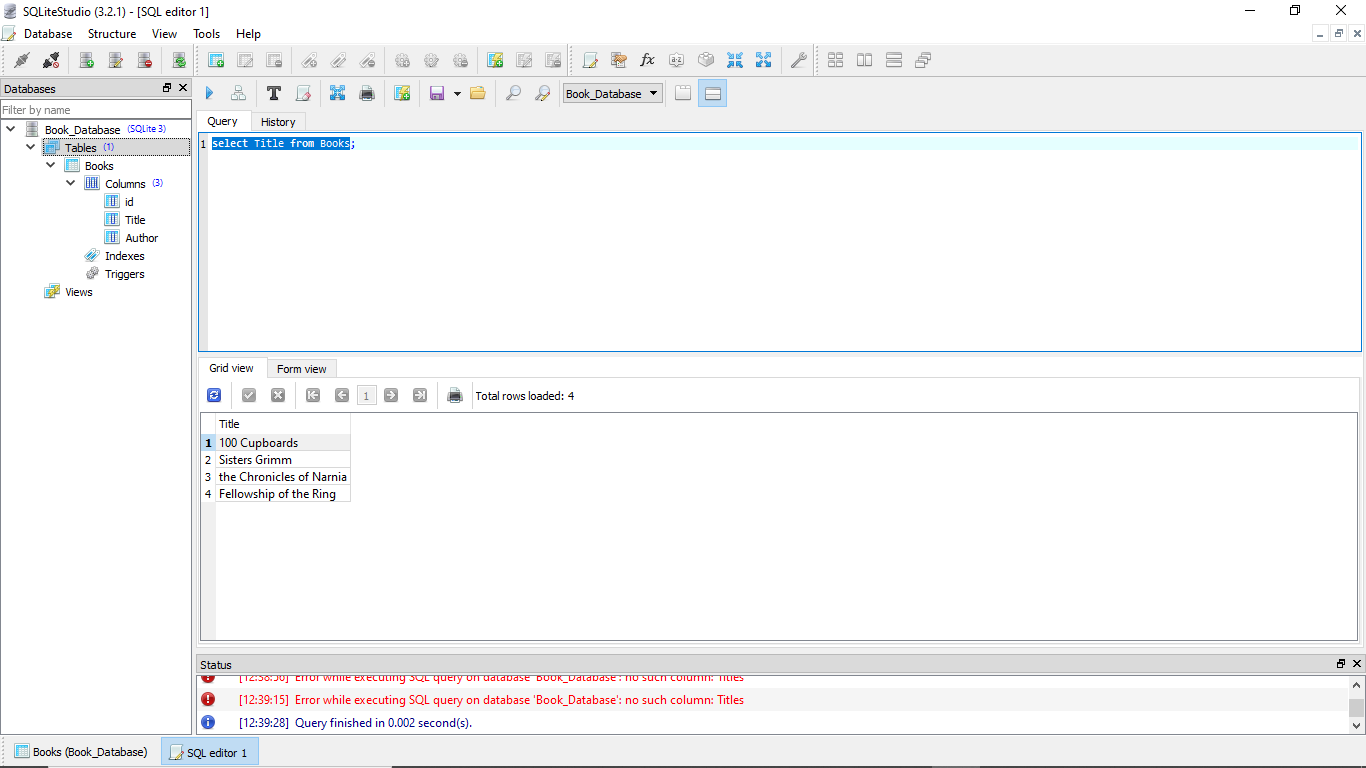 SQLiteStudio (3.2.1) - [SQL editor 1]
Database Structure View Tools Help
Databases
Filter by name
Book_Database (SQLite 3)
Tables (1)
Books
Columns (3)
id
Title
Author
Indexes
Triggers
Views
Book_Database
Query History
1 select Title from Books;
Grid view Form view
1 Total rows loaded: 4
Title
1 100 Cupboards
2 Sisters Grimm
3 the Chronicles of Narnia
4 Fellowship of the Ring
Status
[12:38:56] Error while executing SQL query on database 'Book_Database': no such column: Titles
[12:39:15] Error while executing SQL query on database 'Book_Database': no such column: Titles
[12:39:28] Query finished in 0.002 second(s).
Books (Book_Database) SQL editor 1